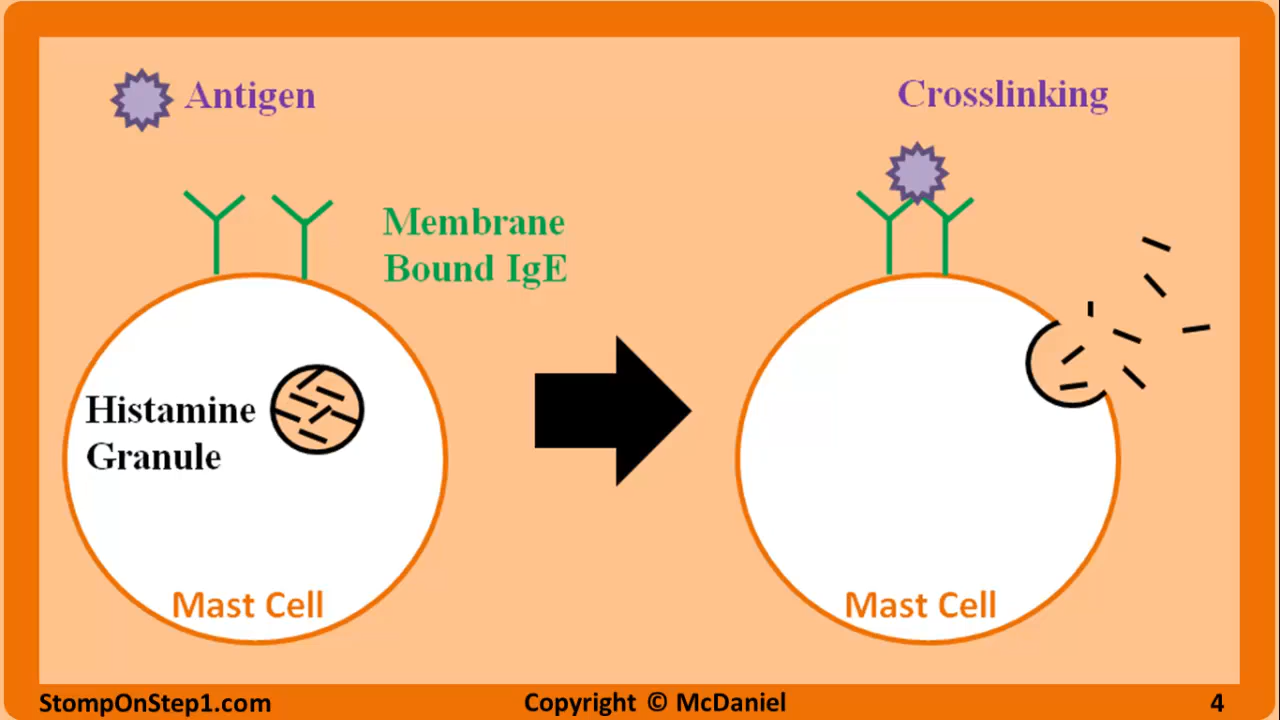 Antigen
Crosslinking
Membrane
Bound IgE
Histamine
Granule
Mast Cell
Mast Cell
StompOnStep1.com
Copyright © McDaniel
4